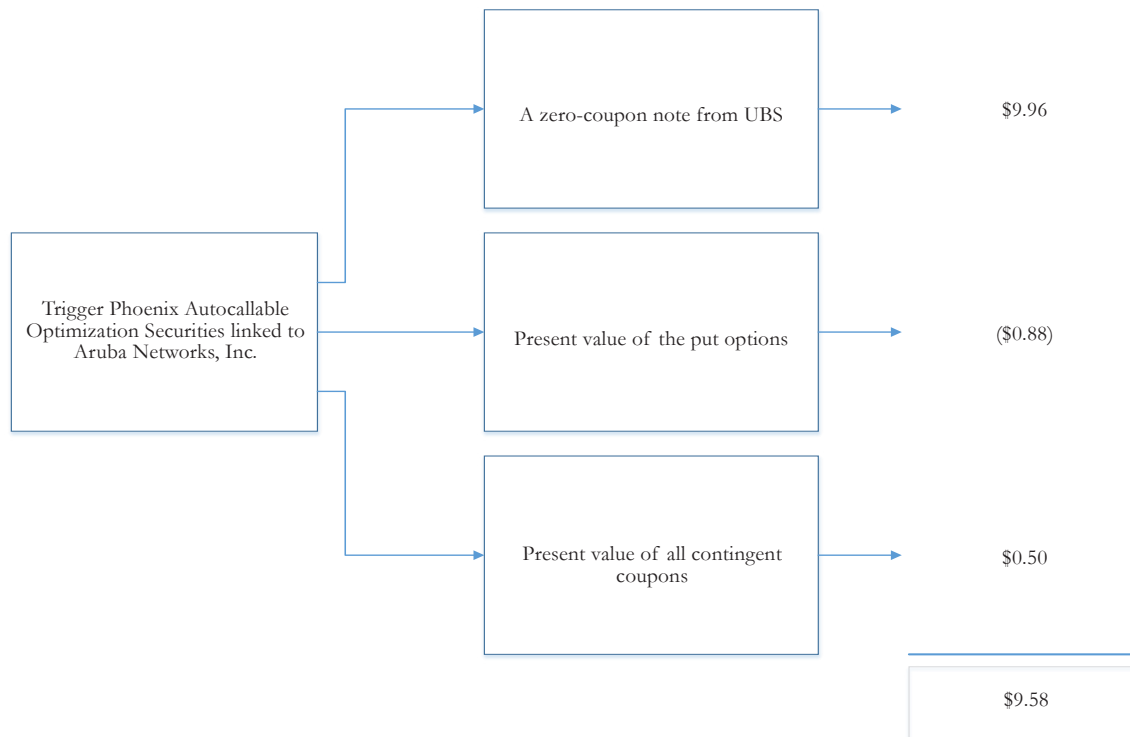 A zero-coupon note from UBS
$9.96
Trigger Phoenix Autocallable
Optimization Securities linked to
Aruba Networks, Inc.
Present value of the put options
($0.88)
Present value of all contingent
coupons
$0.50
$9.58